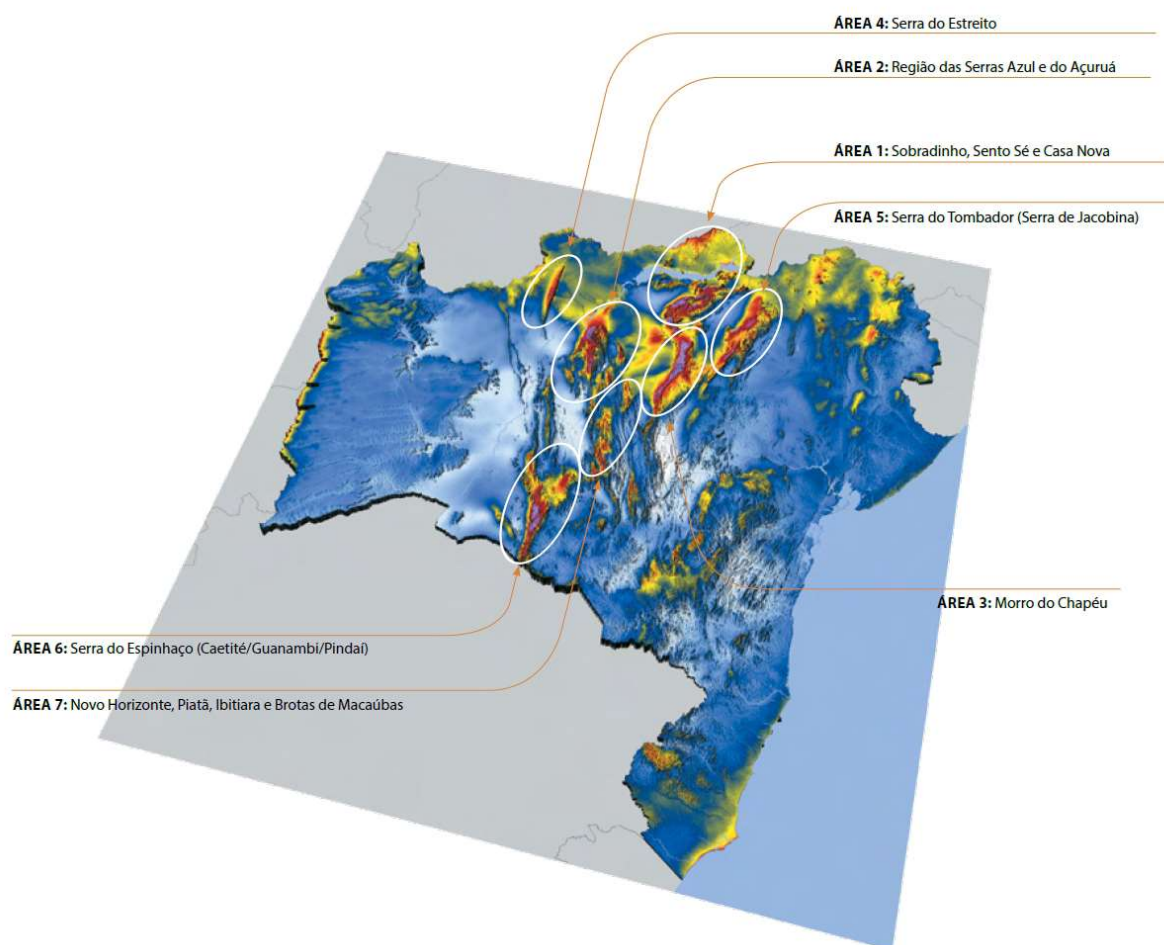 ÁREA 4: Serra do Estreito
ÁREA 2: Região das Serras Azul e do Açuruá
ÁREA 1: Sobradinho, Sento Sé e Casa Nova
ÁREA 5: Serra do Tombador (Serra de Jacobina)
ÁREA 3: Morro do Chapéu
ÁREA 6: Serra do Espinhaço (Caetité/Guanambi/Pindaí)
ÁREA 7: Novo Horizonte, Piatã, Ibitiara e Brotas de Macaúbas